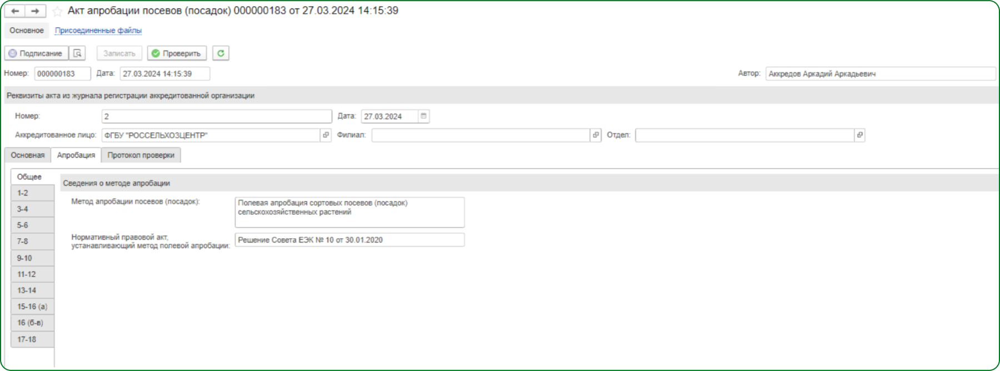 Акт апробации посевов (посадок) 000000183 от 27.03.2024 14:15:39
Основное Присоединенные файлы
Подписание Записать Проверить
Номер: 000000183 Дата: 27.03.2024 14:15:39 Автор: Аккредов Аркадий Аркадьевич
Реквизиты акта из журнала регистрации аккредитованной организации
Номер: 2 Дата: 27.03.2024
Аккредитованное лицо: ФГБУ "РОССЕЛЬХОЗЦЕНТР" Филиал: Отдел:
Основная Апробация Протокол проверки
Общее
Сведения о методе апробации
1-2
Метод апробации посевов (посадок): Полевая апробация сортовых посевов (посадок)
сельскохозяйственных растений
3-4
5-6
Нормативный правовой акт,
устанавливающий метод полевой апробации: Решение Совета ЕЭК № 10 от 30.01.2020
7-8
9-10
11-12
13-14
15-16 (а)
16 (б-в)
17-18